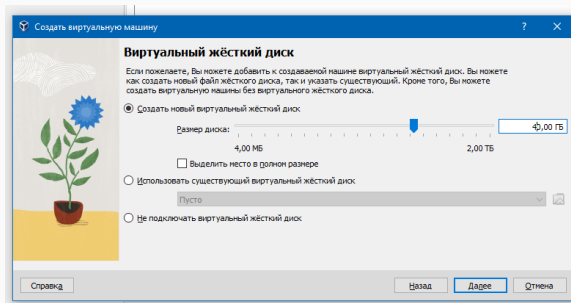 Создать виртуальную машину
Виртуальный жёсткий диск
Если пожелаете, Вы можете добавить к создаваемой машине виртуальный жёсткий диск. Вы можете
как создать новый файл жёсткого диска, так и указать существующий. Кроме того, Вы можете
создать виртуальную машины без виртуального жёсткого диска.
Создать новый виртуальный жёсткий диск
Размер диска:
4,00 МБ 2,00 ТБ
Выделить место в полном размере
Использовать существующий виртуальный жёсткий диск
Пусто
Не подключать виртуальный жёсткий диск
Справка Назад Далее Отмена